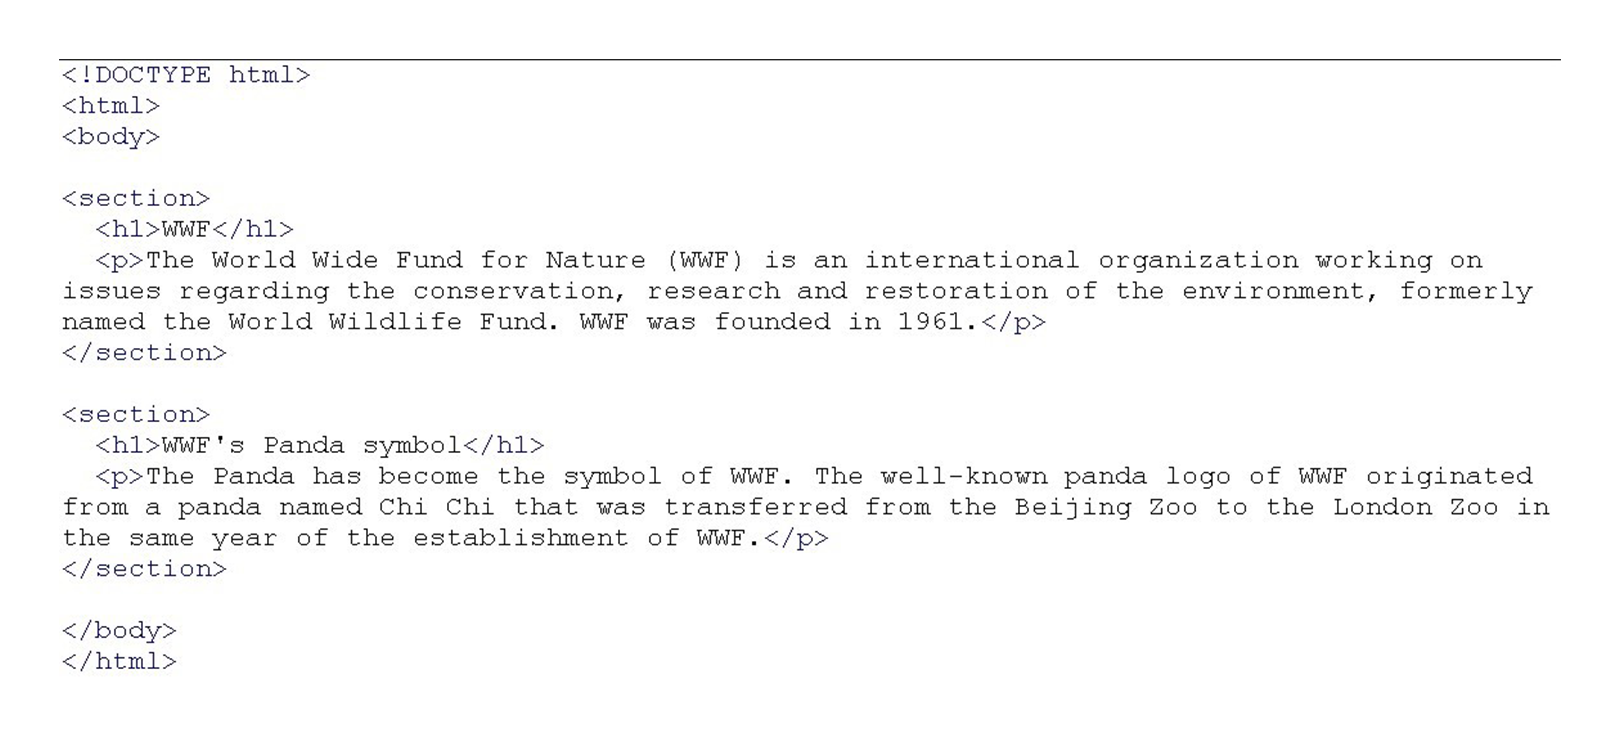 <!DOCTYPE html>
<html>
<body>

<section>
  <h1>WWF</h1>
  <p>The World Wide Fund for Nature (WWF) is an international organization working on
issues regarding the conservation, research and restoration of the environment, formerly
named the World Wildlife Fund. WWF was founded in 1961.</p>
</section>

<section>
  <h1>WWF's Panda symbol</h1>
  <p>The Panda has become the symbol of WWF. The well-known panda logo of WWF originated
from a panda named Chi Chi that was transferred from the Beijing Zoo to the London Zoo in
the same year of the establishment of WWF.</p>
</section>

</body>
</html>